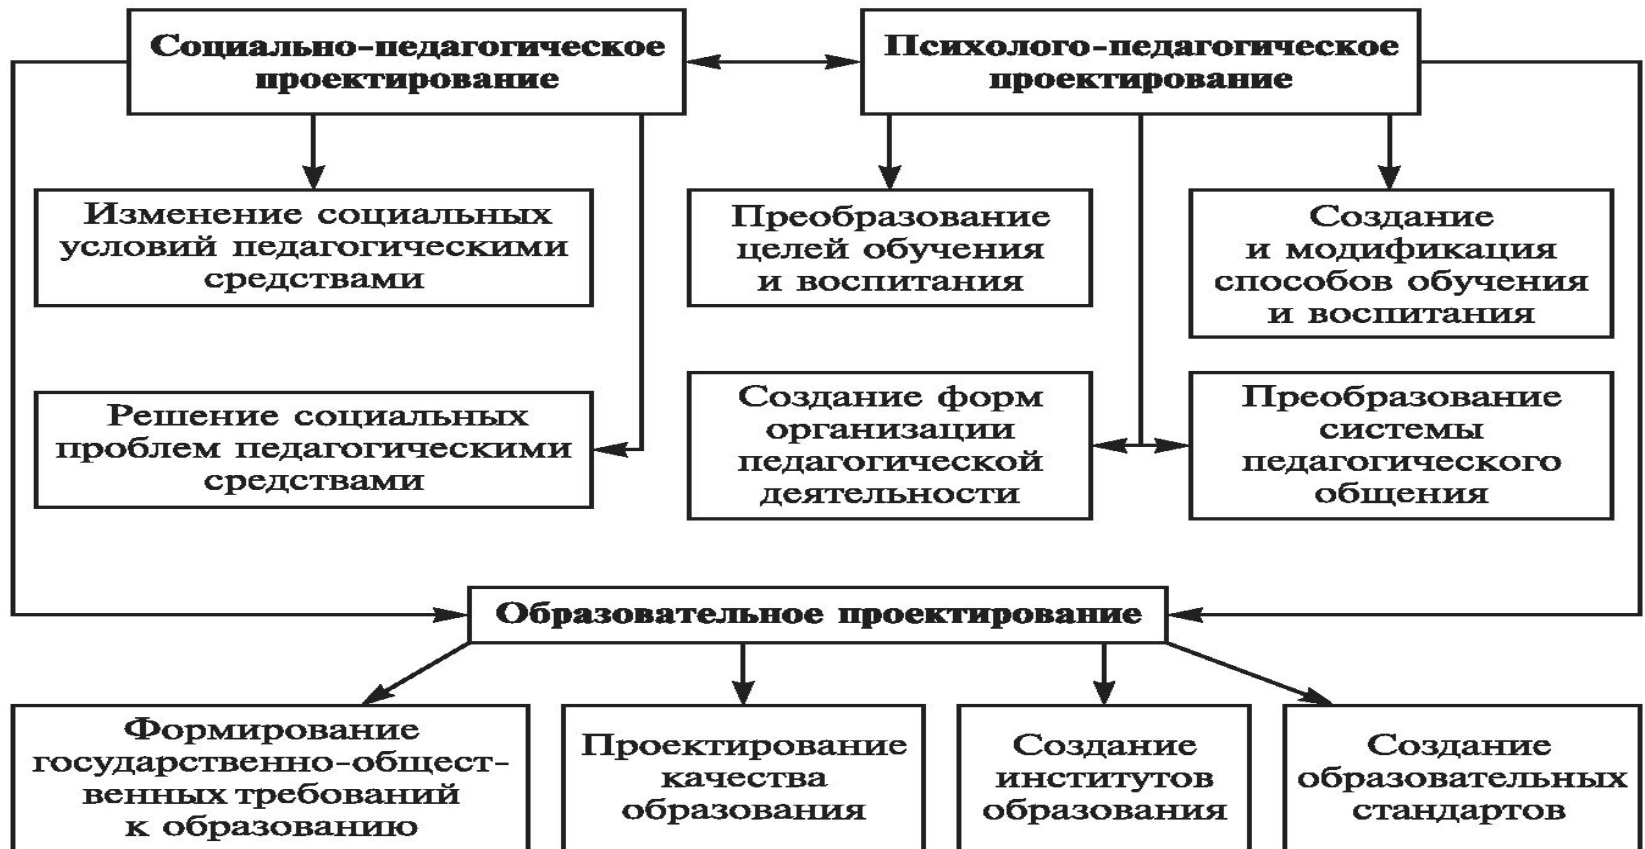 Социально-педагогическое
проектирование
Психолого-педагогическое
проектирование
Изменение социальных
условий педагогическими
средствами
Преобразование
целей обучения
и воспитания
Создание
и модификация
способов обучения
и воспитания
Решение социальных
проблем педагогическими
средствами
Создание форм
организации
педагогической
деятельности
Преобразование
системы
педагогического
общения
Образовательное проектирование
Формирование
государственно-общест-
венных требований
к образованию
Проектирование
качества
образования
Создание
институтов
образования
Создание
образовательных
стандартов